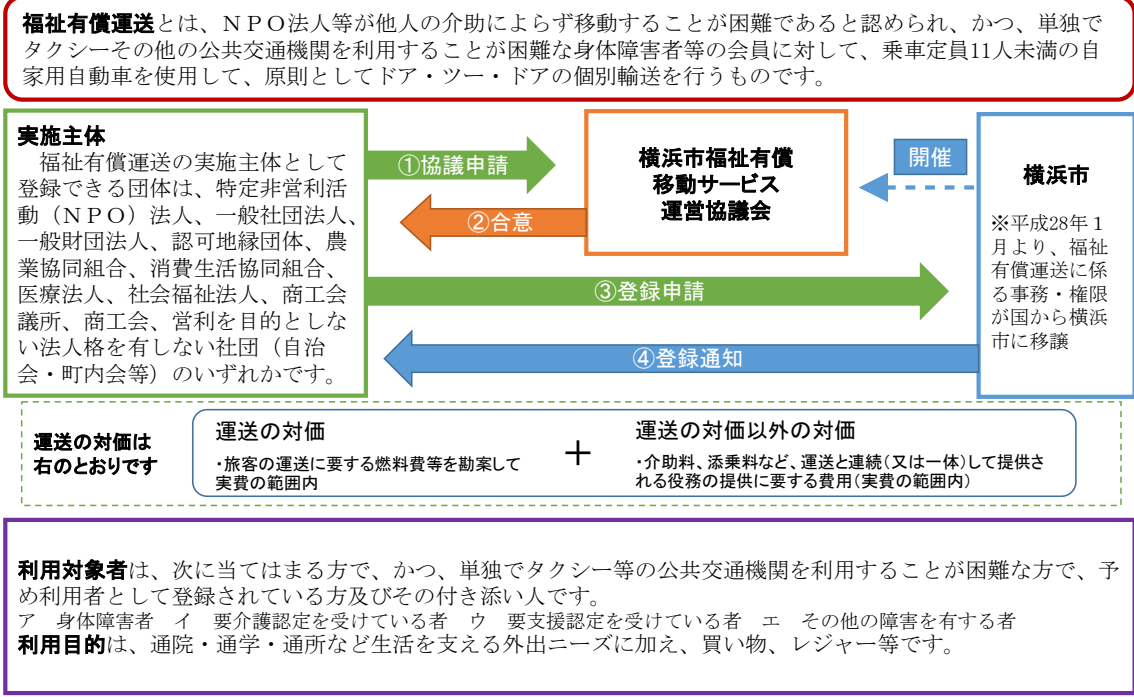 福祉有償運送とは、ＮＰＯ法人等が他人の介助によらず移動することが困難であると認められ、かつ、単独で
タクシーその他の公共交通機関を利用することが困難な身体障害者等の会員に対して、乗車定員11人未満の自
家用自動車を使用して、原則としてドア・ツー・ドアの個別輸送を行うものです。
実施主体
　福祉有償運送の実施主体として
登録できる団体は、特定非営利活
動（ＮＰＯ）法人、一般社団法人、
一般財団法人、認可地縁団体、農
業協同組合、消費生活協同組合、
医療法人、社会福祉法人、商工会
議所、商工会、営利を目的としな
い法人格を有しない社団（自治
会・町内会等）のいずれかです。
①協議申請
②合意
横浜市福祉有償
移動サービス
運営協議会
開催
横浜市
※平成28年１
月より、福祉
有償運送に係
る事務・権限
が国から横浜
市に移譲
③登録申請
④登録通知
運送の対価は
右のとおりです
運送の対価
・旅客の運送に要する燃料費等を勘案して
実費の範囲内
＋
運送の対価以外の対価
・介助料、添乗料など、運送と連続（又は一体）して提供さ
れる役務の提供に要する費用（実費の範囲内）
利用対象者は、次に当てはまる方で、かつ、単独でタクシー等の公共交通機関を利用することが困難な方で、予
め利用者として登録されている方及びその付き添い人です。
ア　身体障害者　イ　要介護認定を受けている者　ウ　要支援認定を受けている者　エ　その他の障害を有する者
利用目的は、通院・通学・通所など生活を支える外出ニーズに加え、買い物、レジャー等です。